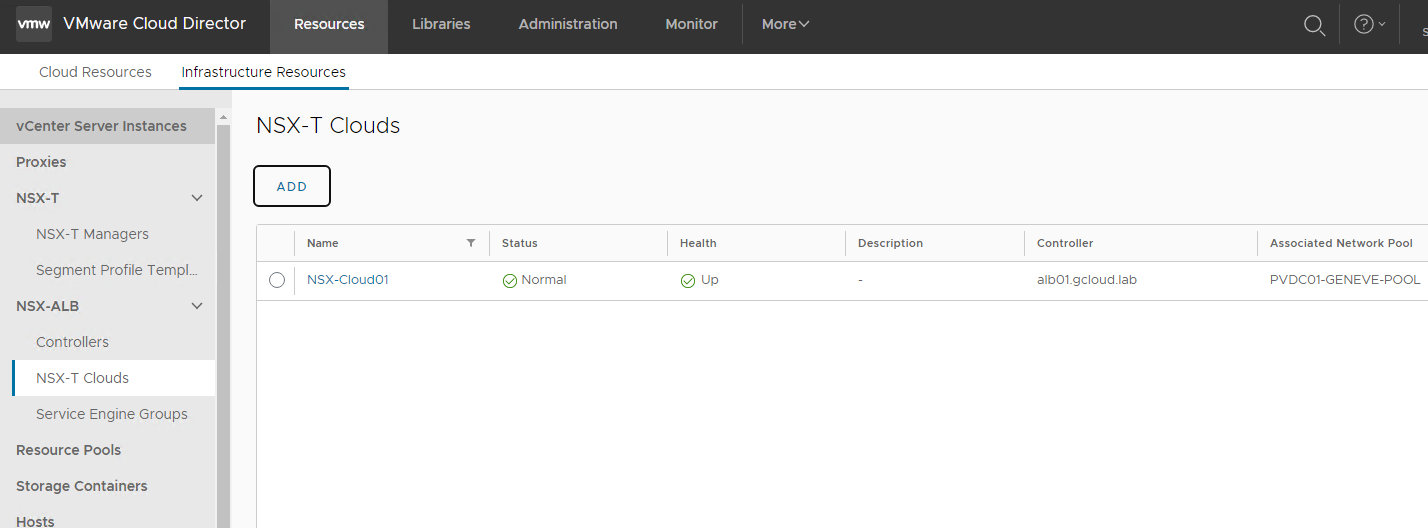 vmw VMware Cloud Director Resources Libraries Administration Monitor More
Cloud Resources Infrastructure Resources
vCenter Server Instances
Proxies
NSX-T
NSX-T Managers
Segment Profile Templ...
NSX-ALB
Controllers
NSX-T Clouds
Service Engine Groups
Resource Pools
Storage Containers
Hosts
NSX-T Clouds
ADD
Name Status Health Description Controller Associated Network Pool
NSX-Cloud01 Normal Up - alb01.gcloud.lab PVDC01-GENEVE-POOL